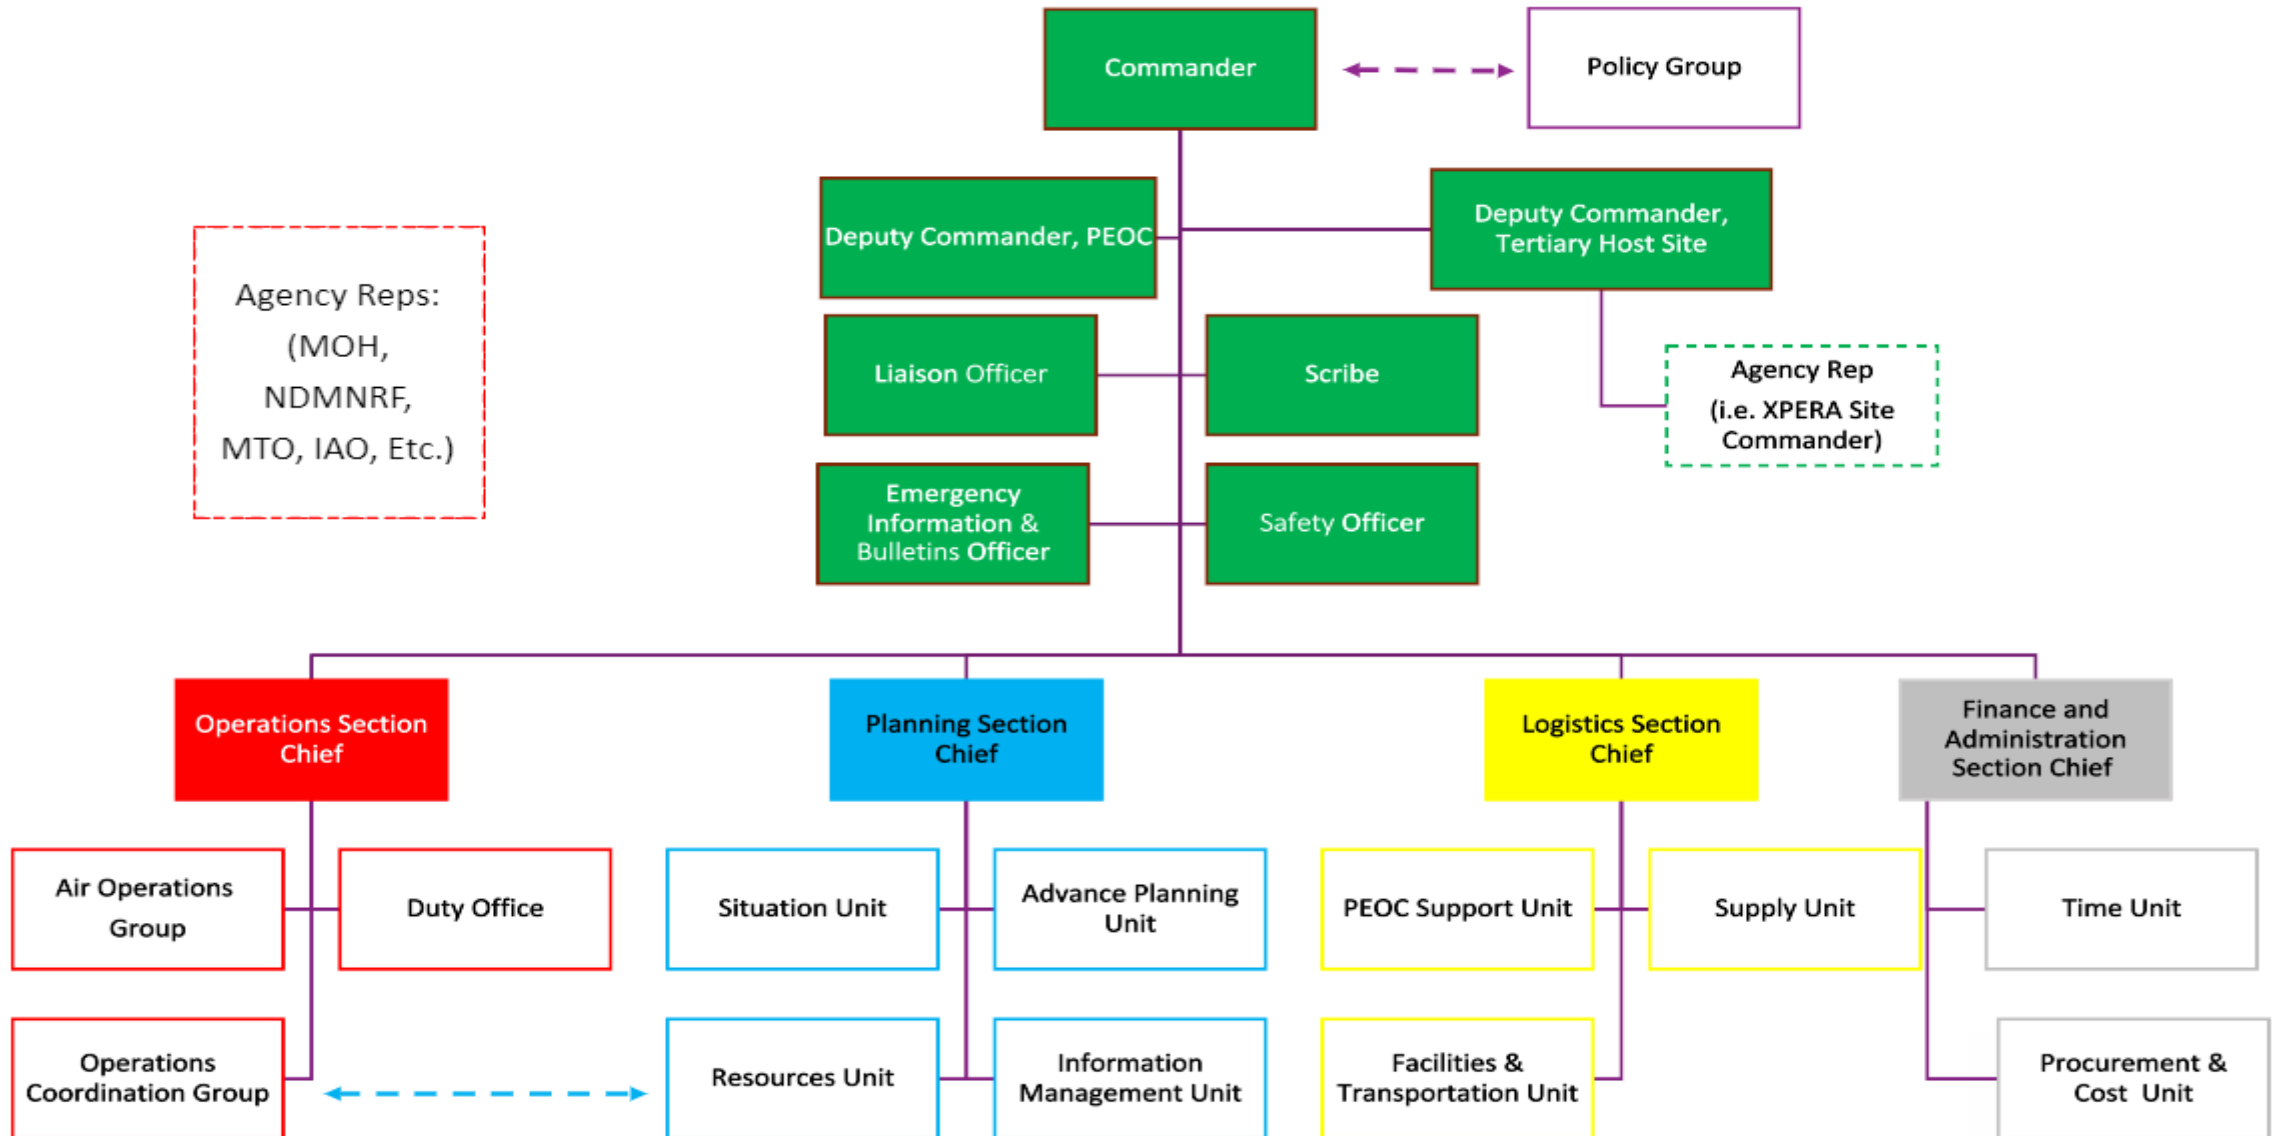 Commander
Policy Group
Deputy Commander, PEOC
Deputy Commander,
Tertiary Host Site
Agency Reps:
(MOH,
NDMNRF,
MTO, IAO, Etc.)
Liaison Officer
Scribe
Agency Rep
(i.e. XPERA Site
Commander)
Emergency
Information &
Bulletins Officer
Safety Officer
Operations Section
Chief
Planning Section
Chief
Logistics Section
Chief
Finance and
Administration
Section Chief
Air Operations
Group
Duty Office
Situation Unit
Advance Planning
Unit
PEOC Support Unit
Supply Unit
Time Unit
Operations
Coordination Group
Resources Unit
Information
Management Unit
Facilities &
Transportation Unit
Procurement &
Cost Unit